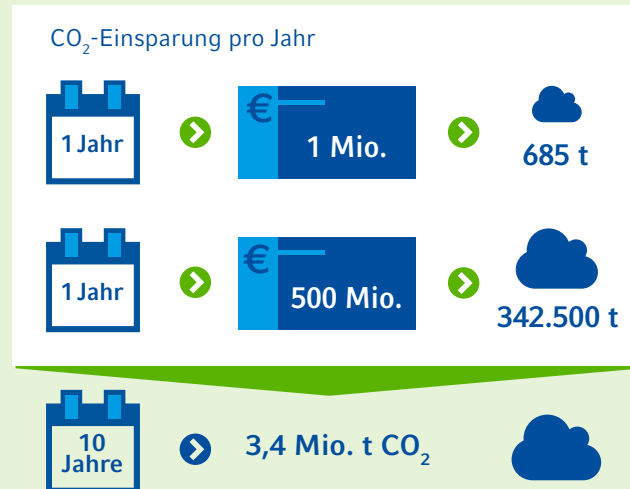 CO₂-Einsparung pro Jahr
1 Jahr
€
1 Mio.
685 t
1 Jahr
€
500 Mio.
342.500 t
10
Jahre
3,4 Mio. t CO₂